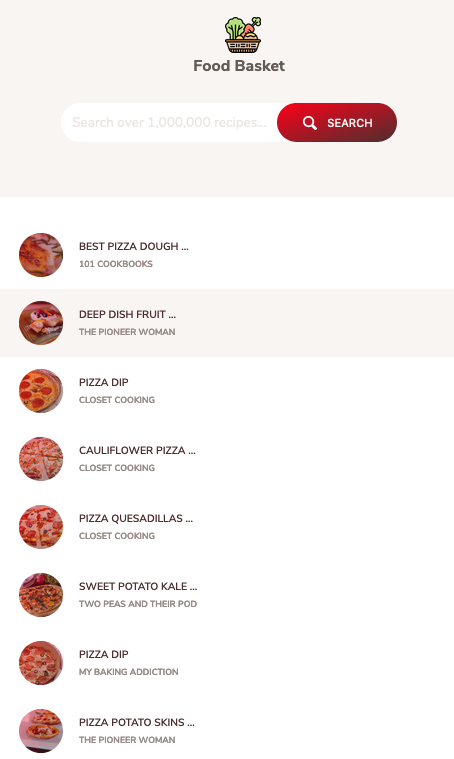 Food Basket
Search over 1,000,000 recipes...
SEARCH
BEST PIZZA DOUGH ...
101 COOKBOOKS
DEEP DISH FRUIT ...
THE PIONEER WOMAN
PIZZA DIP
CLOSET COOKING
CAULIFLOWER PIZZA ...
CLOSET COOKING
PIZZA QUESADILLAS ...
CLOSET COOKING
SWEET POTATO KALE ...
TWO PEAS AND THEIR POD
PIZZA DIP
MY BAKING ADDICTION
PIZZA POTATO SKINS ...
THE PIONEER WOMAN